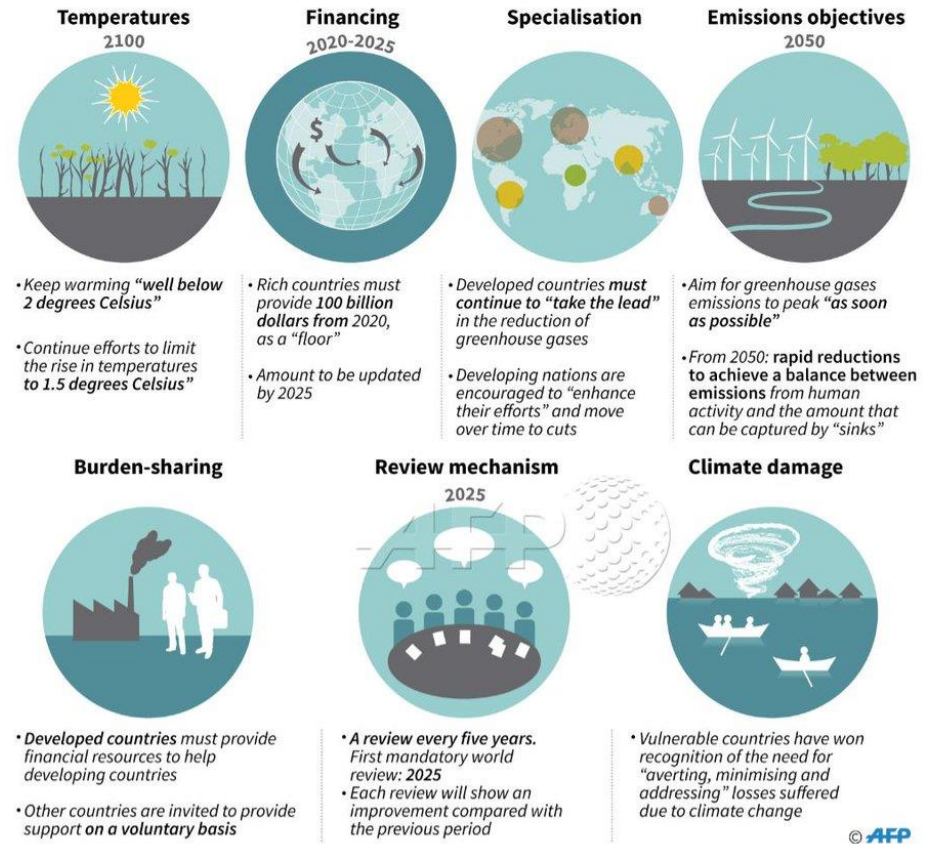 Temperatures
2100
• Keep warming “well below
2 degrees Celsius”
• Continue efforts to limit
the rise in temperatures
to 1.5 degrees Celsius”
Financing
2020-2025
$
• Rich countries must
provide 100 billion
dollars from 2020,
as a “floor”
• Amount to be updated
by 2025
Specialisation
• Developed countries must
continue to “take the lead”
in the reduction of
greenhouse gases
• Developing nations are
encouraged to “enhance
their efforts” and move
over time to cuts
Emissions objectives
2050
• Aim for greenhouse gases
emissions to peak “as soon
as possible”
• From 2050: rapid reductions
to achieve a balance between
emissions from human
activity and the amount that
can be captured by “sinks”
Burden-sharing
• Developed countries must provide
financial resources to help
developing countries
• Other countries are invited to provide
support on a voluntary basis
Review mechanism
2025
AFP
• A review every five years.
First mandatory world
review: 2025
• Each review will show an
improvement compared with
the previous period
Climate damage
• Vulnerable countries have won
recognition of the need for
“averting, minimising and
addressing” losses suffered
due to climate change
© AFP